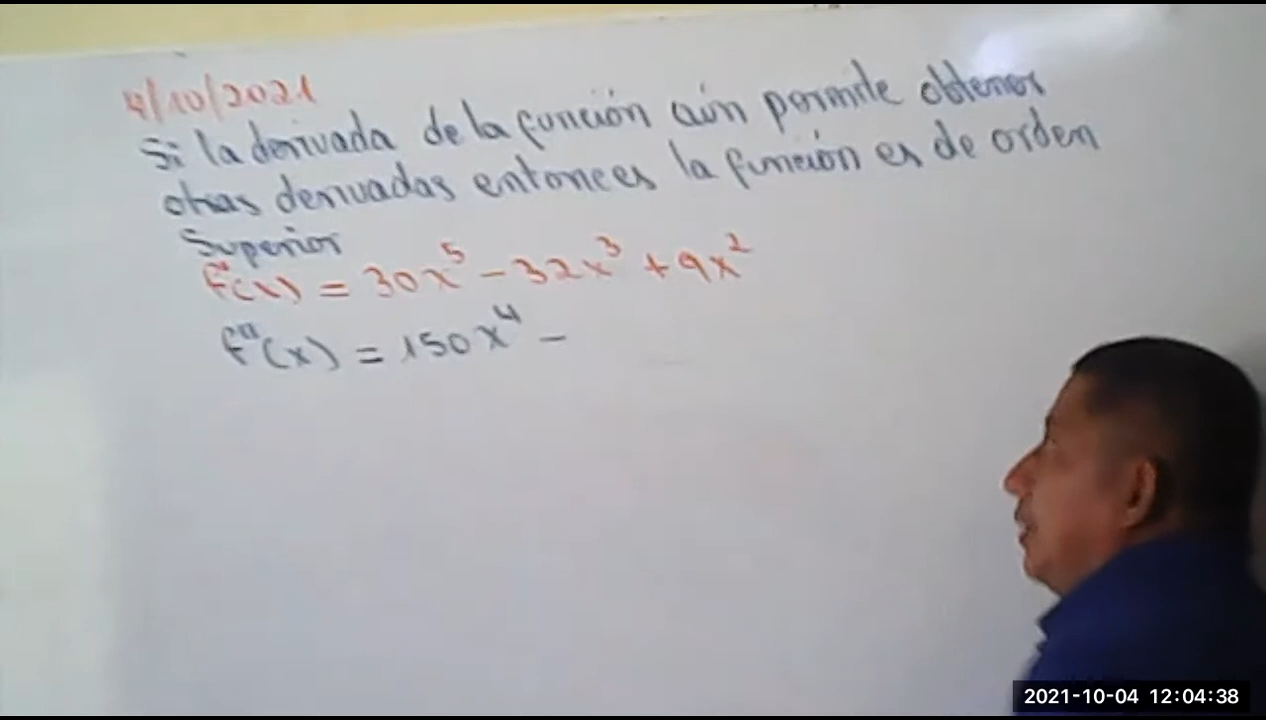 4/10/2021
Si la derivada de la función aún permite obtener
otras derivadas entonces la función es de orden
Superior
f'(x) = 30x⁵ - 32x³ + 9x²
f''(x) = 150x⁴ -
2021-10-04 12:04:38